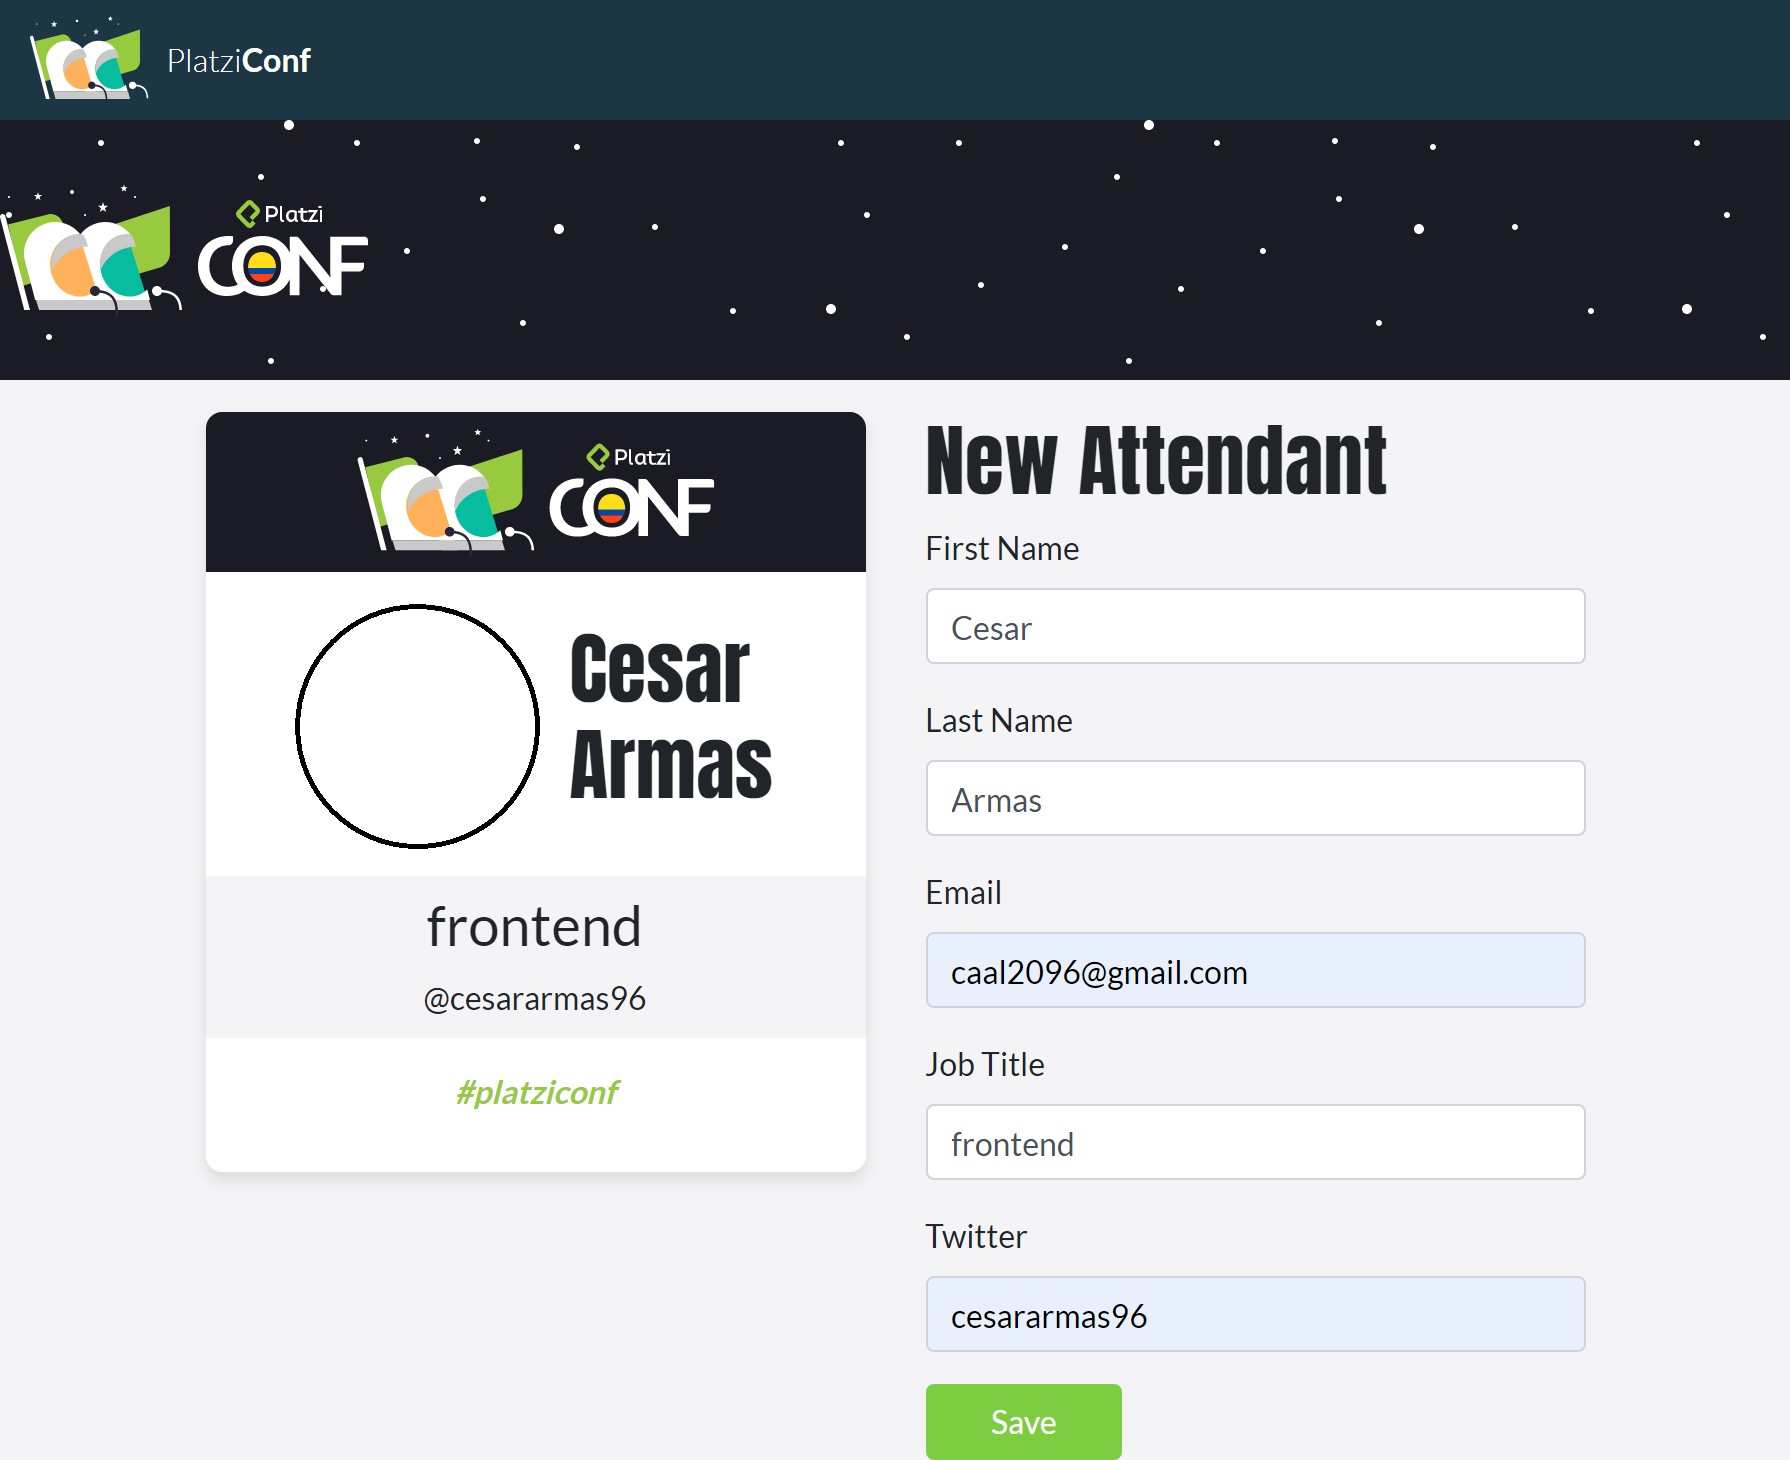 PlatziConf
Platzi
CONF
Platzi
CONF
Cesar
Armas
frontend
@cesararmas96
#platziconf
New Attendant
First Name
Cesar
Last Name
Armas
Email
caal2096@gmail.com
Job Title
frontend
Twitter
cesararmas96
Save